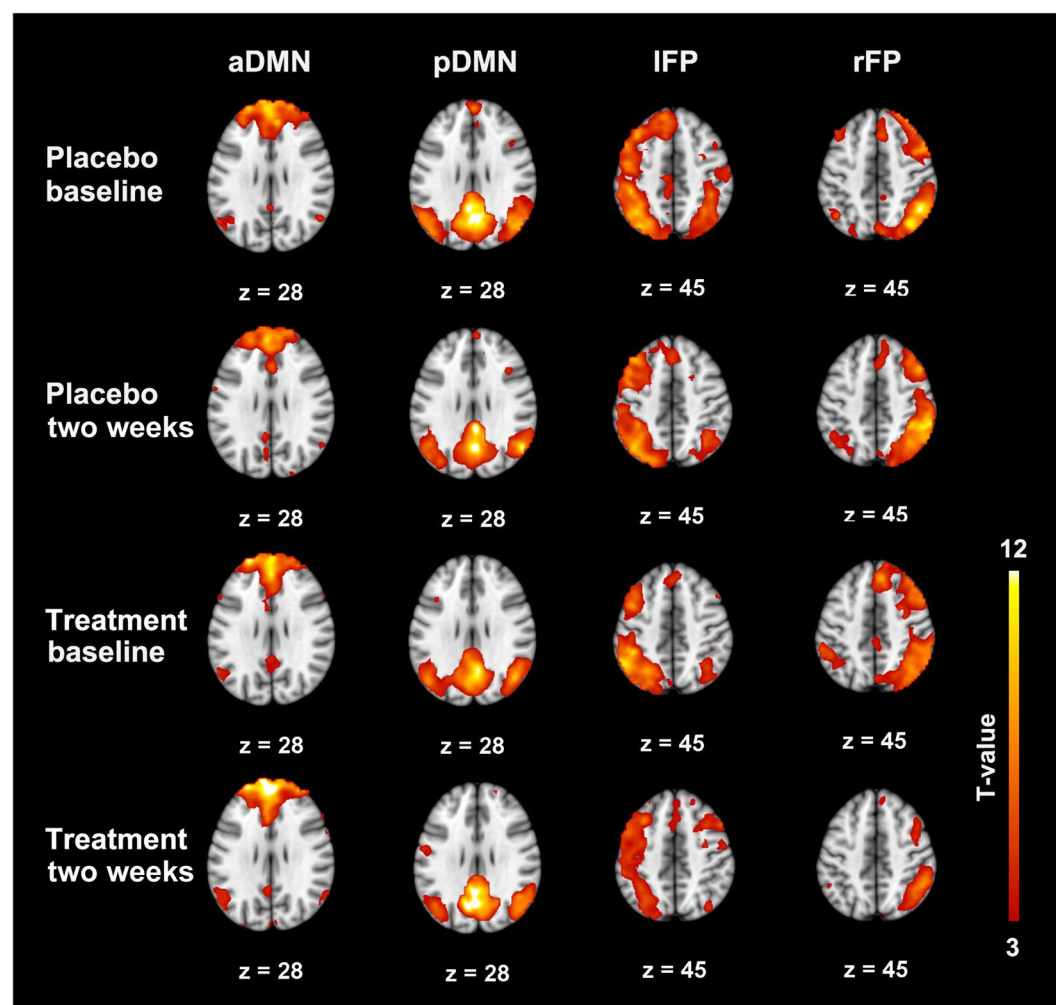 aDMN pDMN lFP rFP
Placebo
baseline
z = 28 z = 28 z = 45 z = 45
Placebo
two weeks
z = 28 z = 28 z = 45 z = 45
Treatment
baseline
z = 28 z = 28 z = 45 z = 45
Treatment
two weeks
z = 28 z = 28 z = 45 z = 45
12
T-value
3